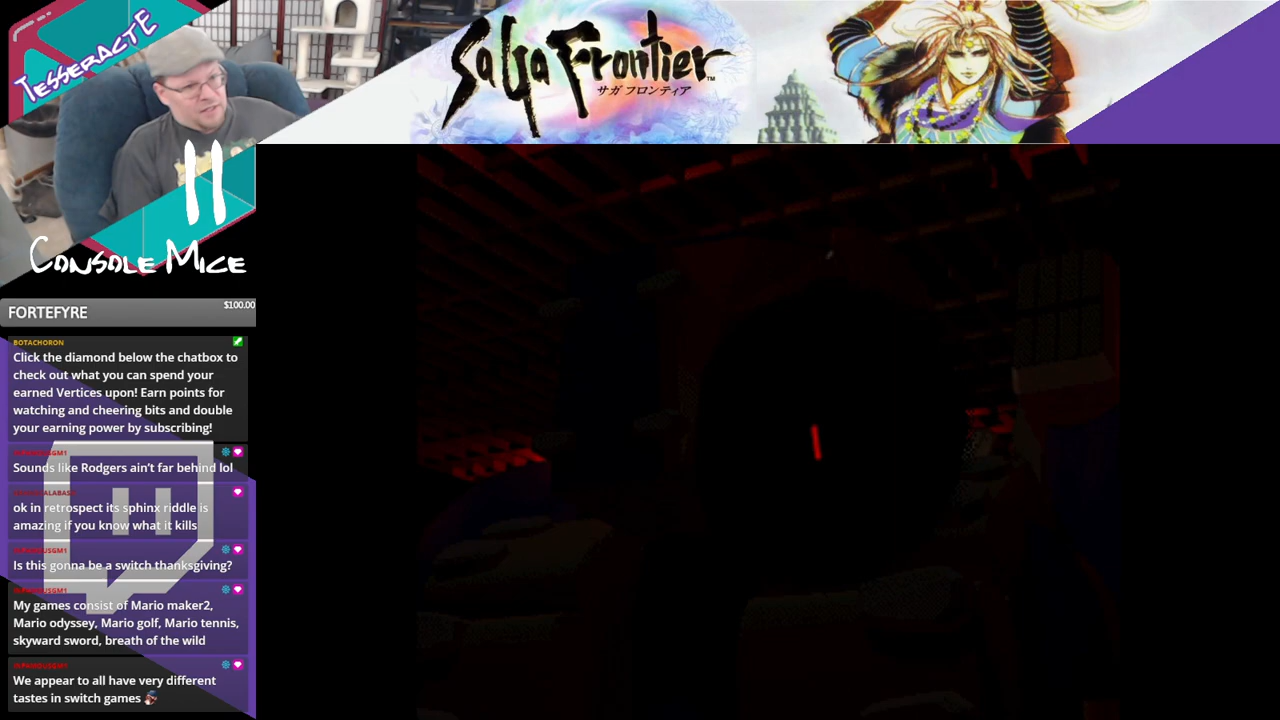 TESSERACTE
SaGa Frontier™
サガ フロンティア
CONSOLE MICE
FORTEFYRE
$100.00
BOTACHORON
Click the diamond below the chatbox to
check out what you can spend your
earned Vertices upon! Earn points for
watching and cheering bits and double
your earning power by subscribing!
Sounds like Rodgers ain't far behind lol
ok in retrospect its sphinx riddle is
amazing if you know what it kills
Is this gonna be a switch thanksgiving?
My games consist of Mario maker2,
Mario odyssey, Mario golf, Mario tennis,
skyward sword, breath of the wild
We appear to all have very different
tastes in switch games